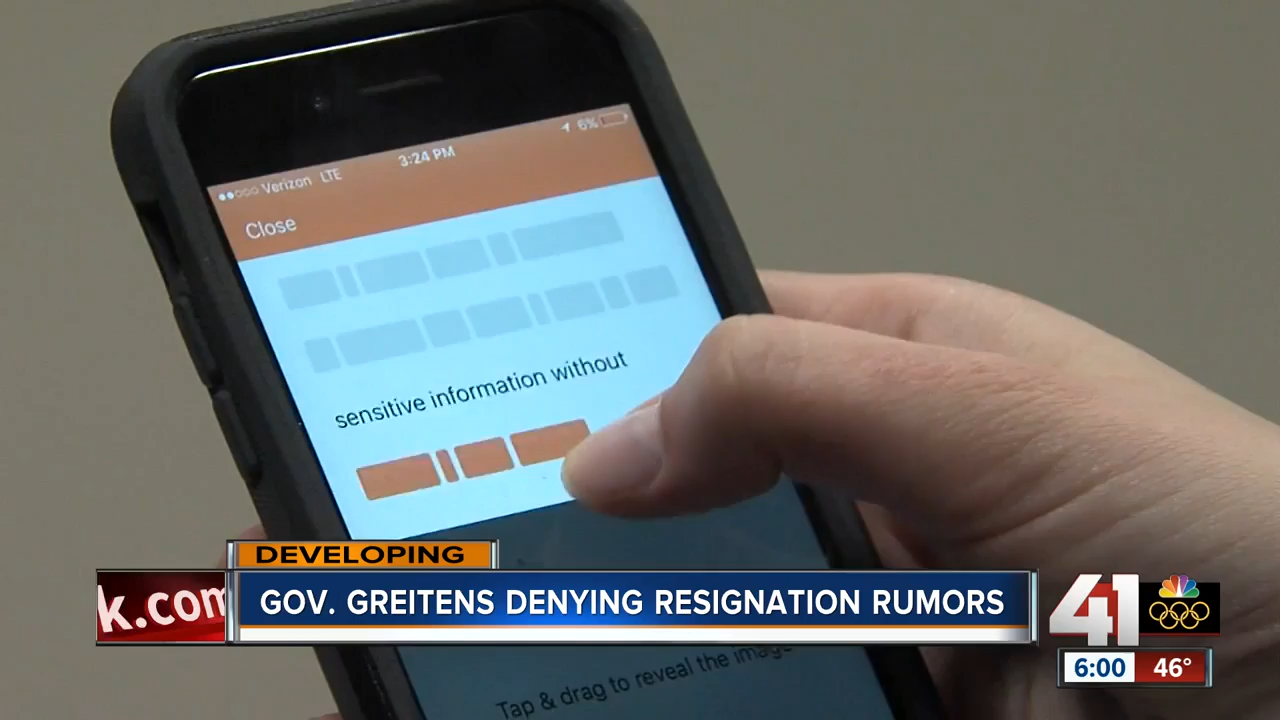 ●●○○○ Verizon LTE 3:24 PM 6%
Close
sensitive information without
Tap & drag to reveal the image
DEVELOPING
k.com
GOV. GREITENS DENYING RESIGNATION RUMORS
41
6:00 46°